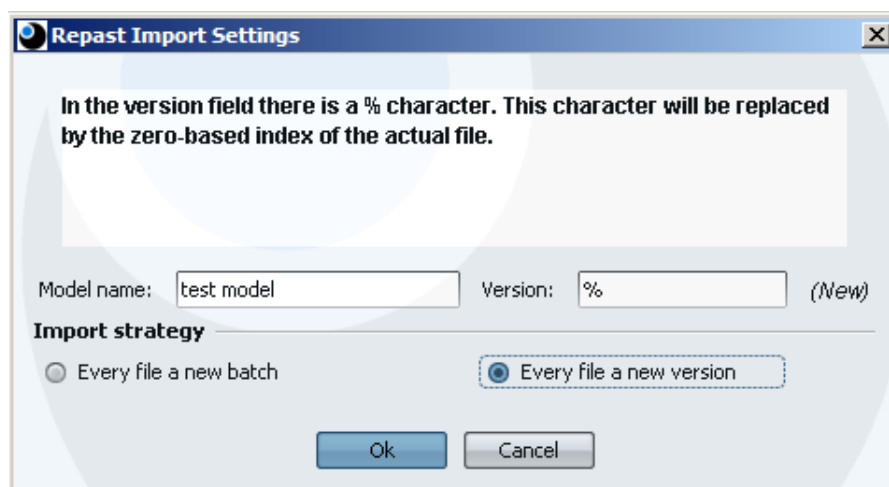 Repast Import Settings
In the version field there is a % character. This character will be replaced
by the zero-based index of the actual file.
Model name: test model Version: % (New)
Import strategy
Every file a new batch Every file a new version
Ok Cancel